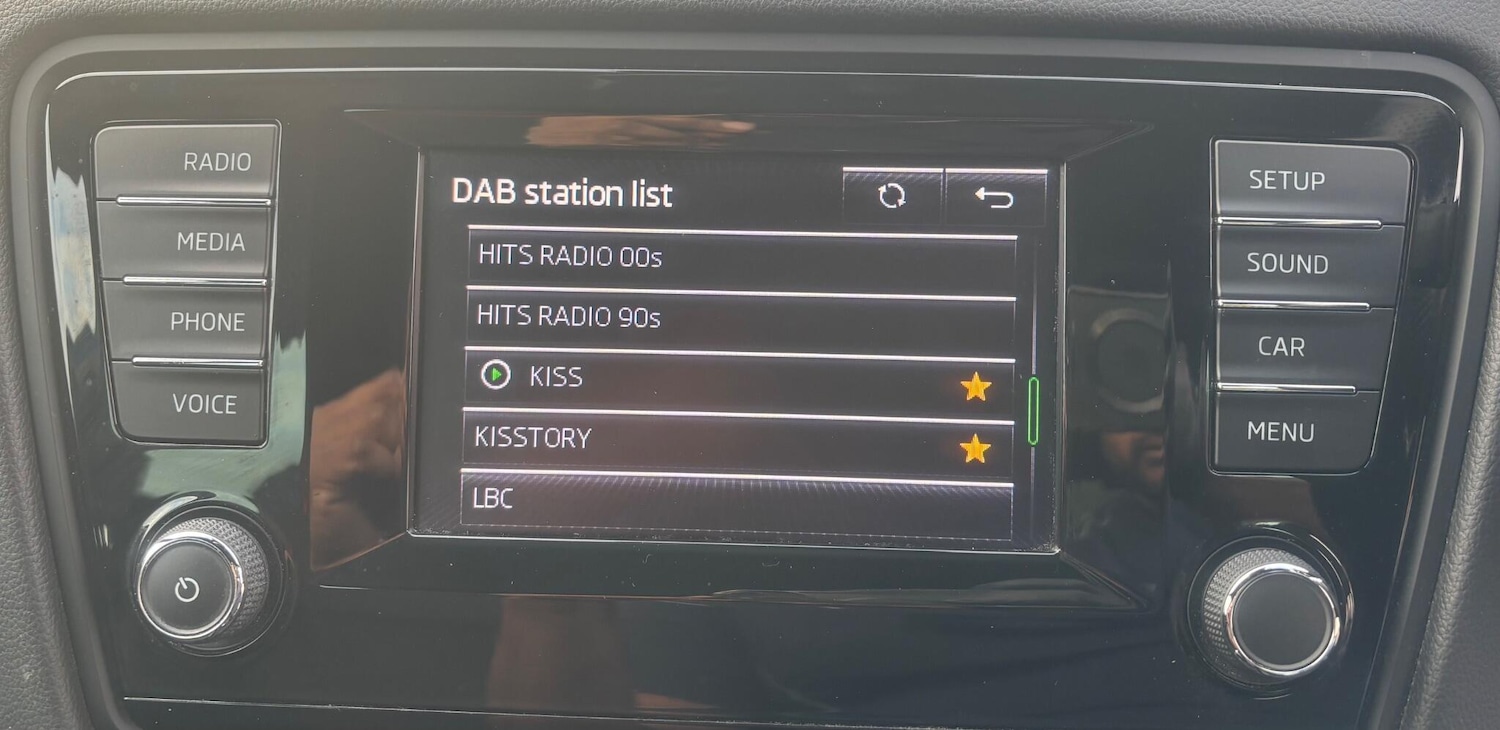 RADIO
MEDIA
PHONE
VOICE
DAB station list
HITS RADIO 00s
HITS RADIO 90s
KISS
KISSTORY
LBC
SETUP
SOUND
CAR
MENU